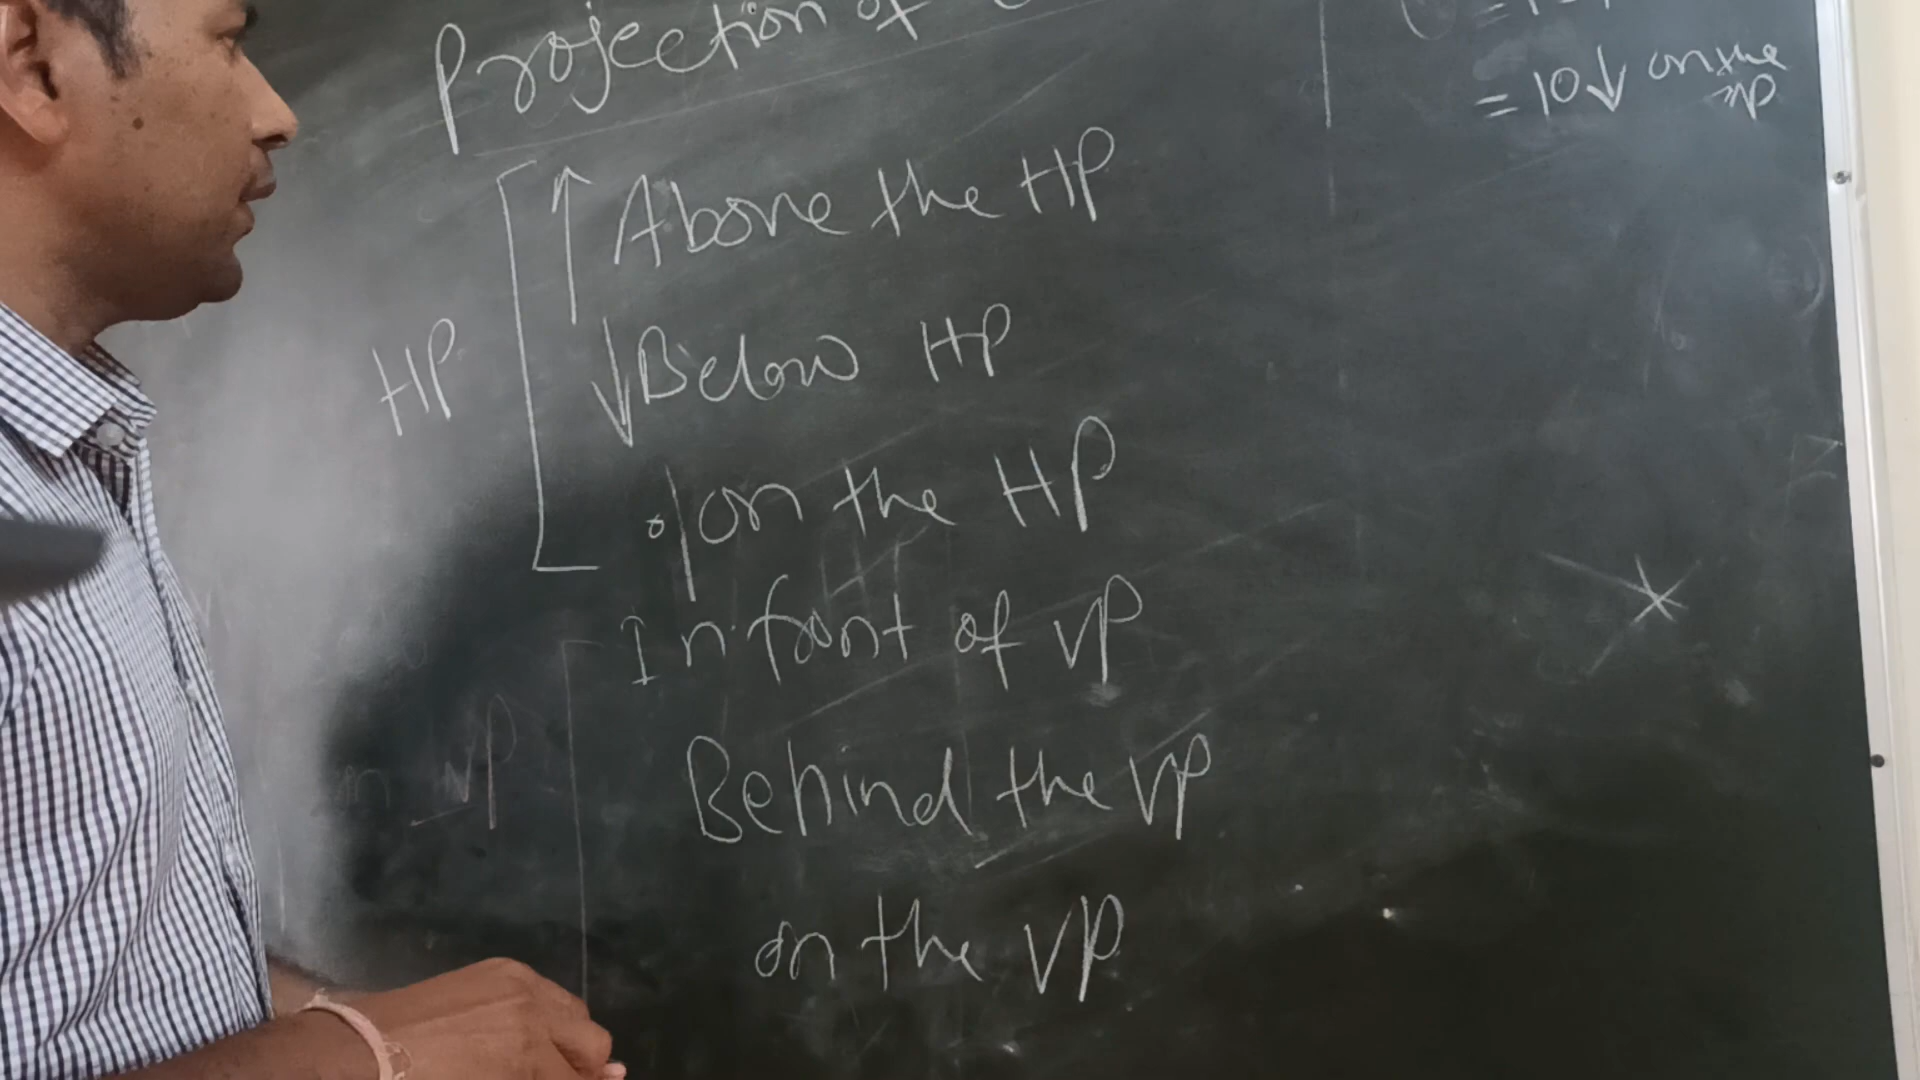 Projection of
Above the HP
HP
Below HP
on the HP
In front of VP
VP
Behind the VP
on the VP
= 10↓ on the